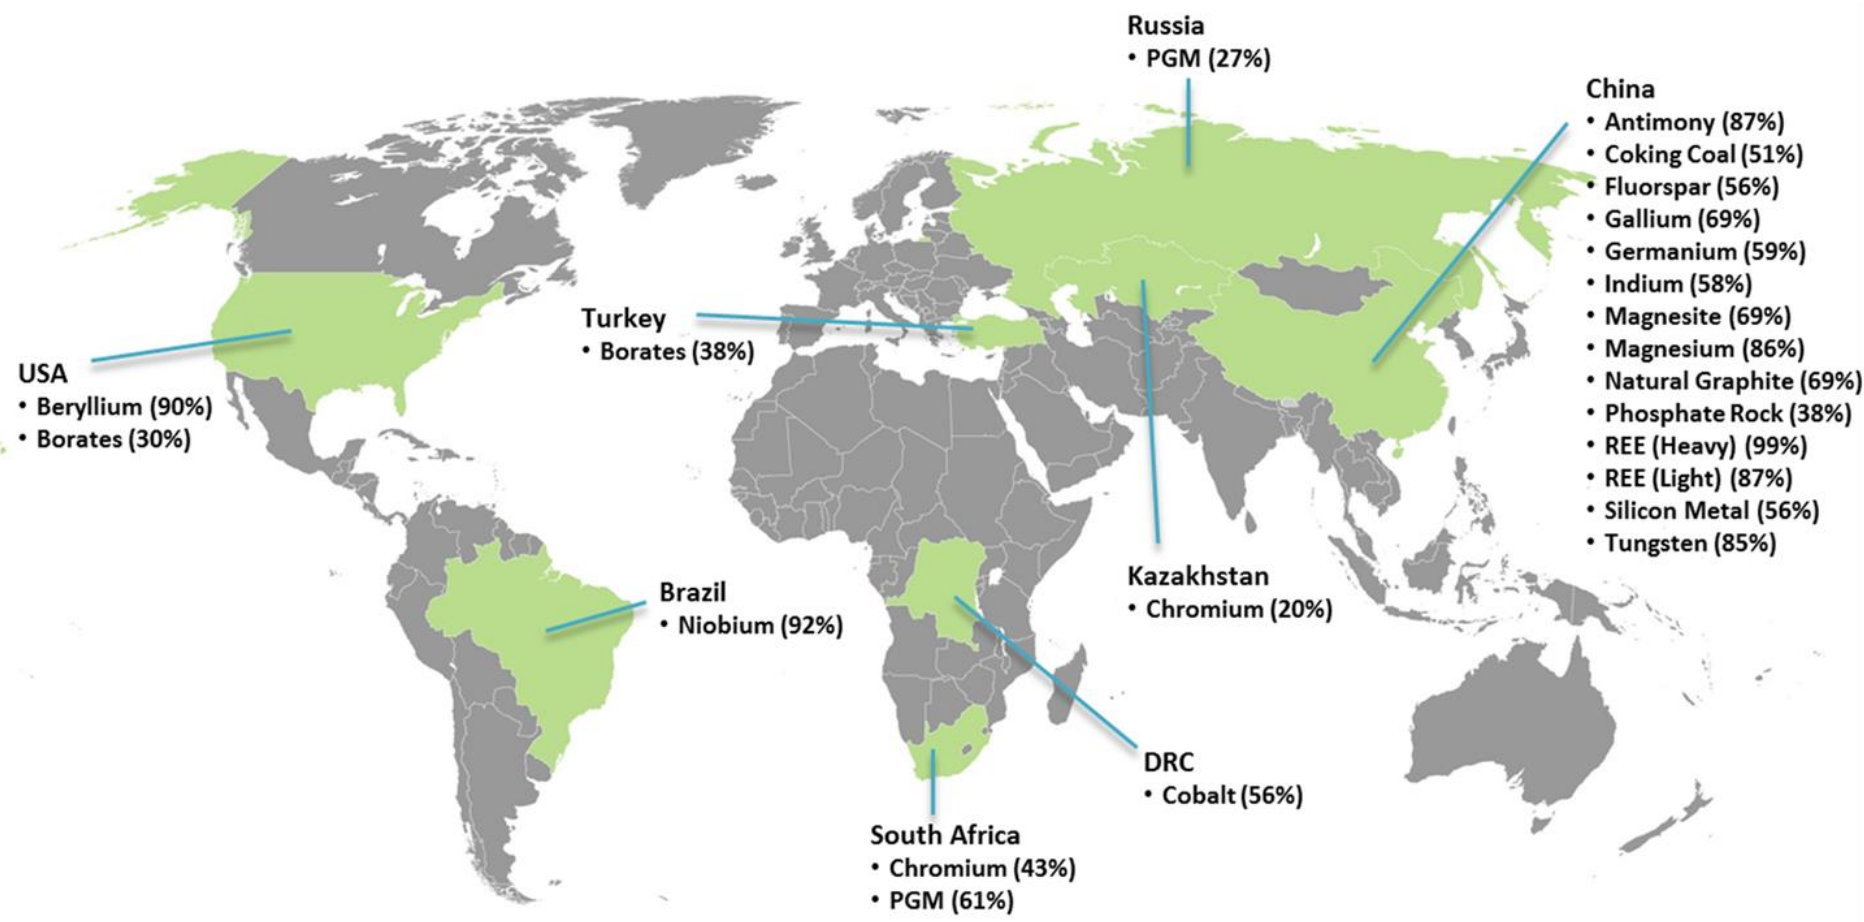 Russia
• PGM (27%)
China
• Antimony (87%)
• Coking Coal (51%)
• Fluorspar (56%)
• Gallium (69%)
• Germanium (59%)
• Indium (58%)
• Magnesite (69%)
• Magnesium (86%)
• Natural Graphite (69%)
• Phosphate Rock (38%)
• REE (Heavy) (99%)
• REE (Light) (87%)
• Silicon Metal (56%)
• Tungsten (85%)
Turkey
• Borates (38%)
USA
• Beryllium (90%)
• Borates (30%)
Brazil
• Niobium (92%)
Kazakhstan
• Chromium (20%)
DRC
• Cobalt (56%)
South Africa
• Chromium (43%)
• PGM (61%)